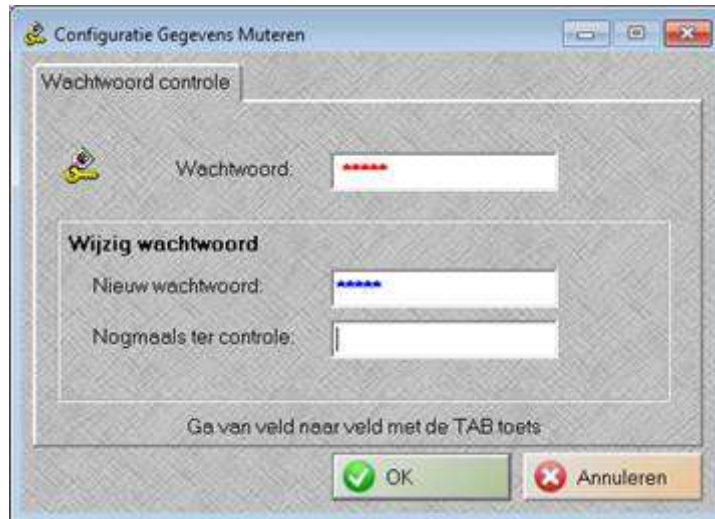 Configuratie Gegevens Muteren
Wachtwoord controle
Wachtwoord: *****
Wijzig wachtwoord
Nieuw wachtwoord: *****
Nogmaals ter controle:
Ga van veld naar veld met de TAB toets
OK Annuleren